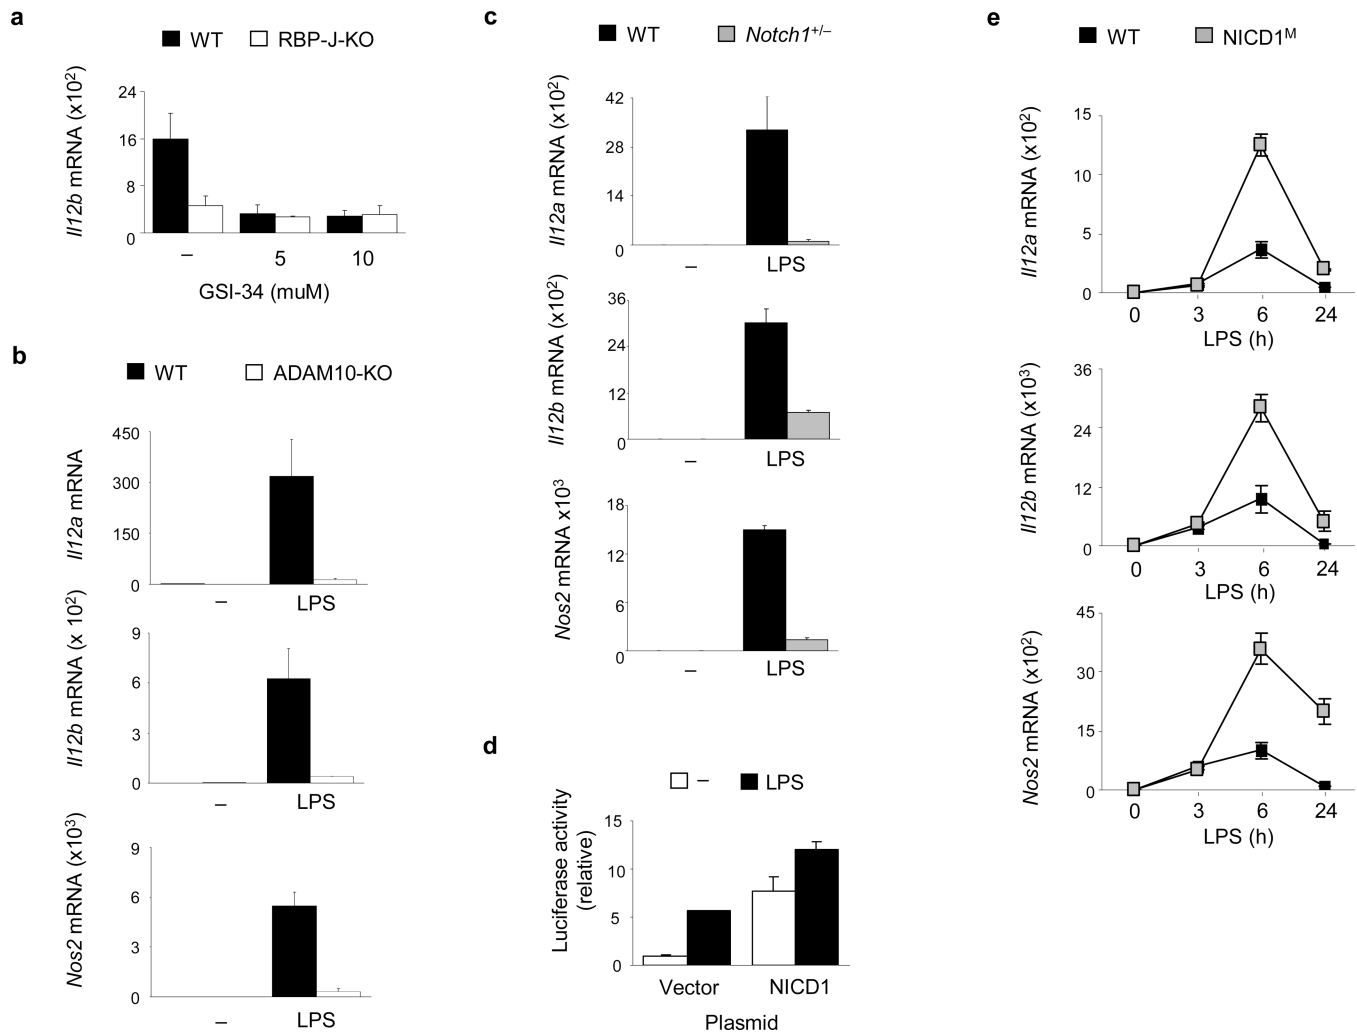 a
WT RBP-J-KO
Il12b mRNA (x10²)
24
16
8
0
– 5 10
GSI-34 (muM)
b
WT ADAM10-KO
Il12a mRNA
450
300
150
0
– LPS
Il12b mRNA (x 10²)
9
6
3
0
– LPS
Nos2 mRNA (x10³)
9
6
3
0
– LPS
c
WT Notch1⁺/⁻
Il12a mRNA (x10²)
42
28
14
0
– LPS
Il12b mRNA (x10²)
36
24
12
0
– LPS
Nos2 mRNA x10³
18
12
6
0
– LPS
d
– LPS
Luciferase activity
(relative)
15
10
5
0
Vector NICD1
Plasmid
e
WT NICD1ᴹ
Il12a mRNA (x10²)
15
10
5
0
0 3 6 24
LPS (h)
Il12b mRNA (x10³)
36
24
12
0
0 3 6 24
LPS (h)
Nos2 mRNA (x10²)
45
30
15
0
0 3 6 24
LPS (h)